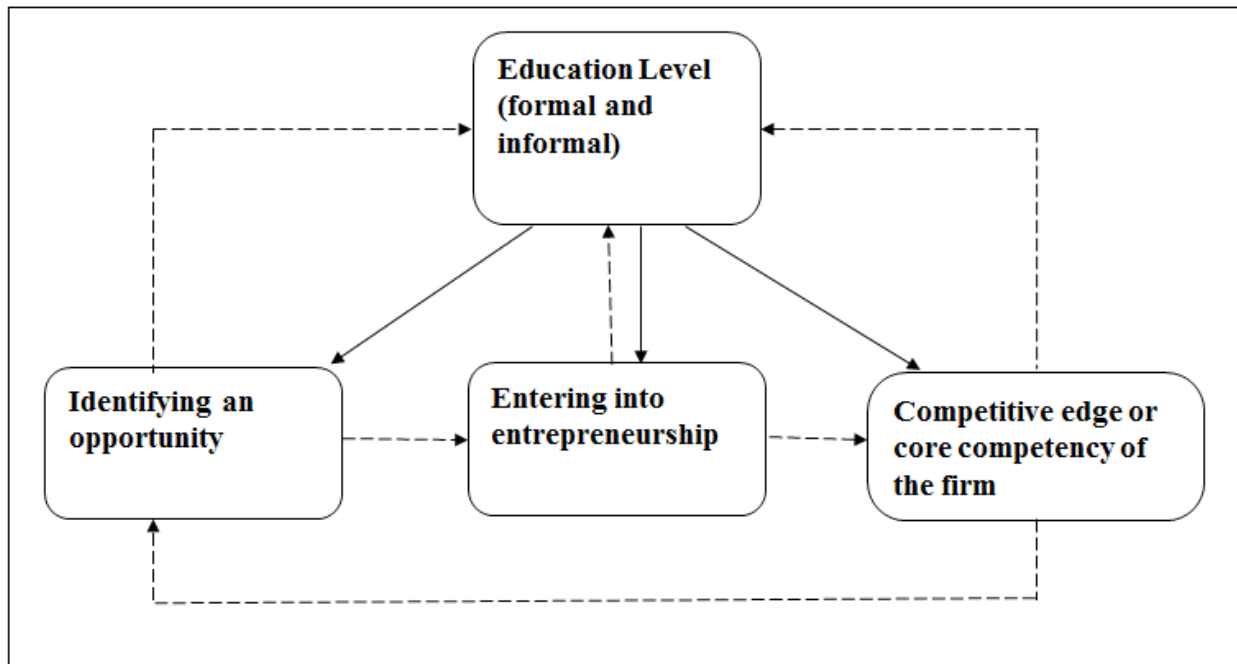 Education Level
(formal and
informal)
Identifying an
opportunity
Entering into
entrepreneurship
Competitive edge or
core competency of
the firm